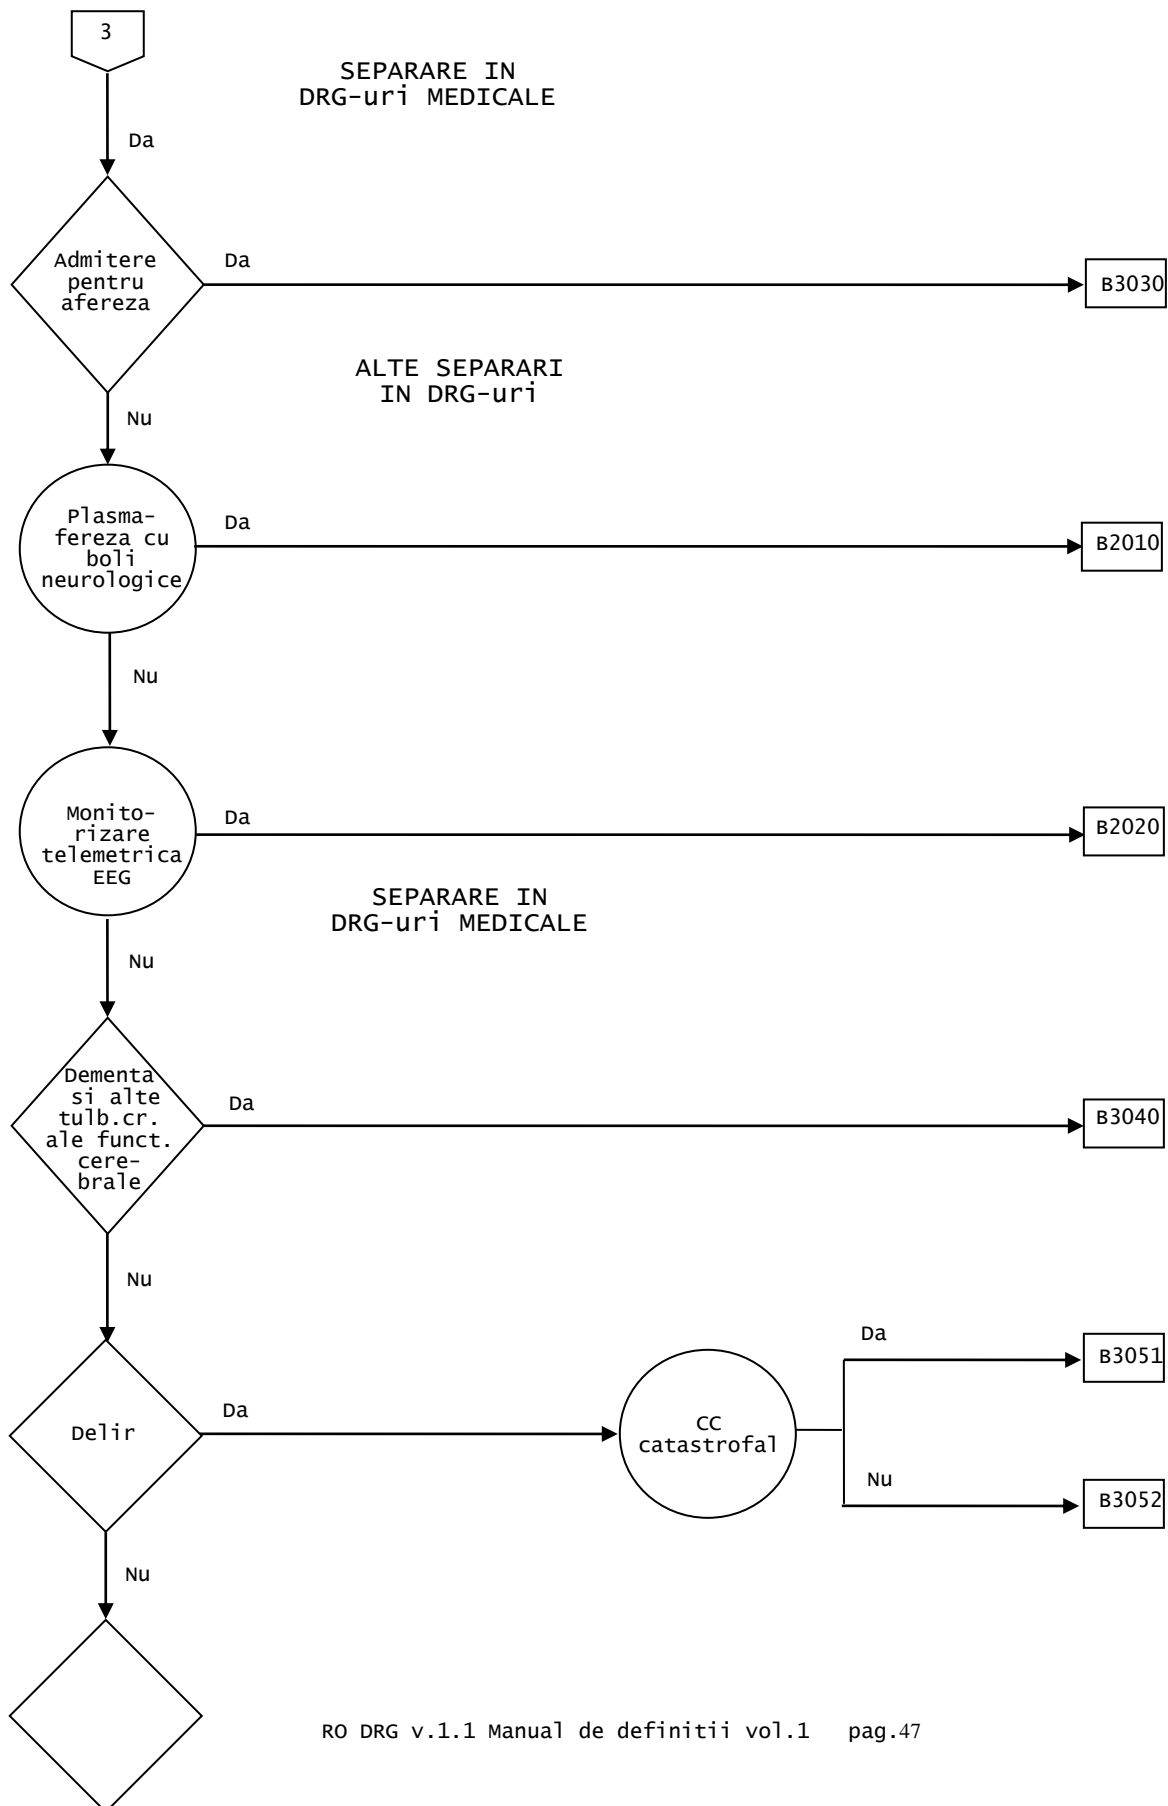 3
SEPARARE IN
DRG-uri MEDICALE
Da
Admitere
pentru
afereza
Da
B3030
ALTE SEPARARI
IN DRG-uri
Nu
Plasma-
fereza cu
boli
neurologice
Da
B2010
Nu
Monito-
rizare
telemetrica
EEG
Da
B2020
SEPARARE IN
DRG-uri MEDICALE
Nu
Dementa
si alte
tulb.cr.
ale funct.
cere-
brale
Da
B3040
Nu
Delir
Da
CC
catastrofal
Da
B3051
Nu
B3052
Nu
RO DRG v.1.1 Manual de definitii vol.1 pag.47